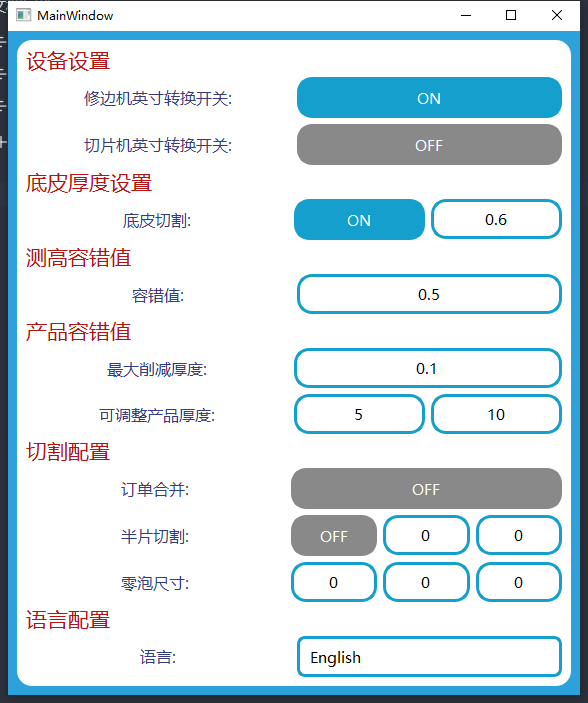 MainWindow
设备设置
修边机英寸转换开关: ON
切片机英寸转换开关: OFF
底皮厚度设置
底皮切割: ON 0.6
测高容错值
容错值: 0.5
产品容错值
最大削减厚度: 0.1
可调整产品厚度: 5 10
切割配置
订单合并: OFF
半片切割: OFF 0 0
零泡尺寸: 0 0 0
语言配置
语言: English